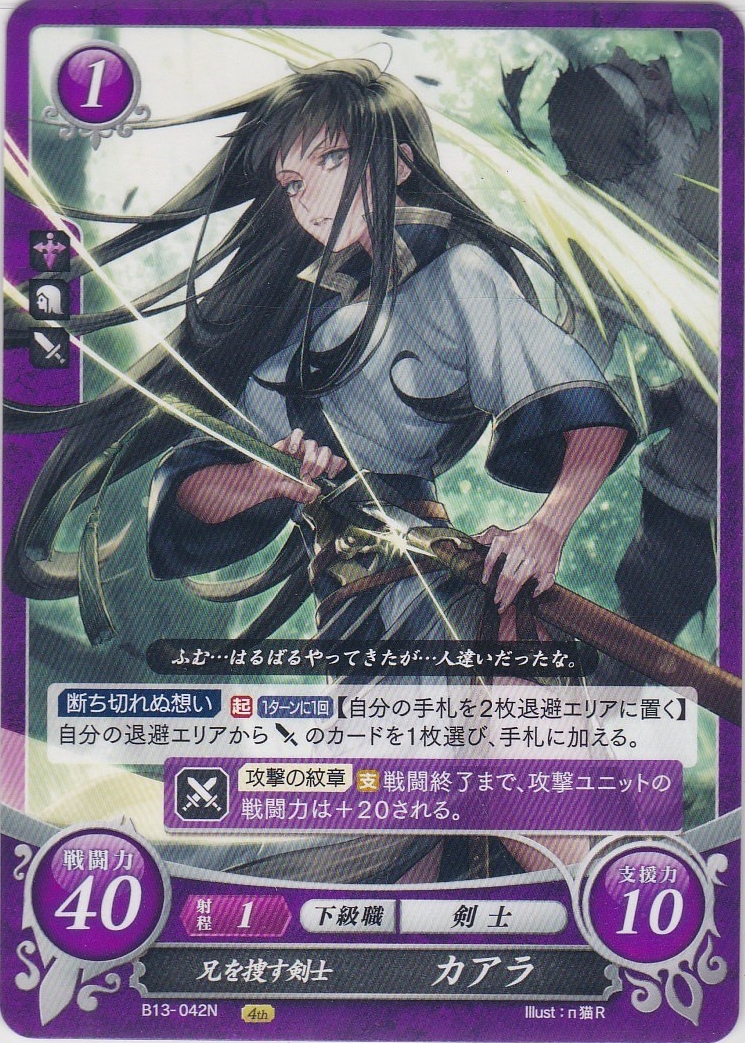 1
ふむ…はるばるやってきたが…人違いだったな。
断ち切れぬ想い 起 1ターンに1回【自分の手札を2枚退避エリアに置く】
自分の退避エリアから のカードを1枚選び、手札に加える。
攻撃の紋章 支 戦闘終了まで、攻撃ユニットの
戦闘力は+20される。
戦闘力
40
射程 1
下級職 剣士
支援力
10
兄を捜す剣士 カアラ
B13-042N 4th Illust:n猫R